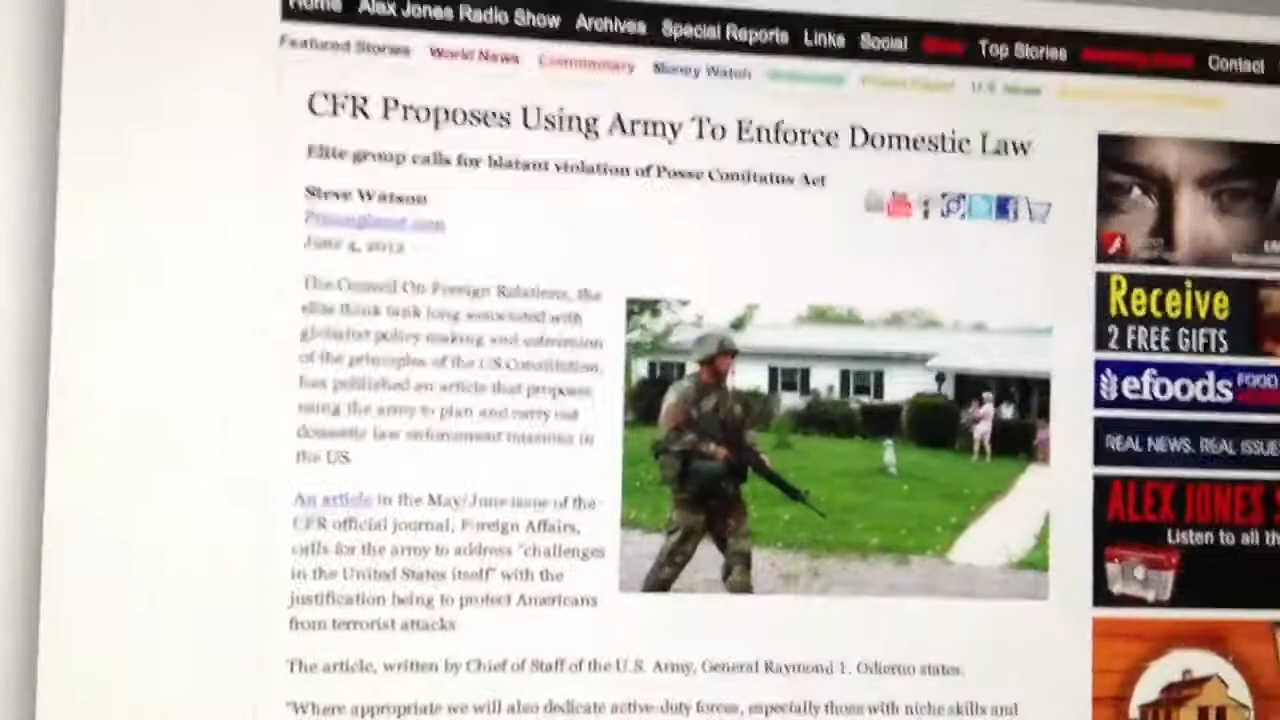 Home Alex Jones Radio Show Archives Special Reports Links Social Top Stories Contact
Featured Stories World News Commentary Money Watch U.S. News
CFR Proposes Using Army To Enforce Domestic Law
Elite group calls for blatant violation of Posse Comitatus Act
Steve Watson
Prisonplanet.com
June 4, 2012
The Council On Foreign Relations, the
elite think tank long associated with
globalist policy making and subversion
of the principles of the US Constitution,
has published an article that proposes
using the army to plan and carry out
domestic law enforcement missions in
the US.
An article in the May/June issue of the
CFR official journal, Foreign Affairs,
calls for the army to address "challenges
in the United States itself" with the
justification being to protect Americans
from terrorist attacks
The article, written by Chief of Staff of the U.S. Army, General Raymond T. Odierno states.
"Where appropriate we will also dedicate active-duty forces, especially those with niche skills and
Receive
2 FREE GIFTS
efoods FOOD
REAL NEWS. REAL ISSUE
ALEX JONES
Listen to all th